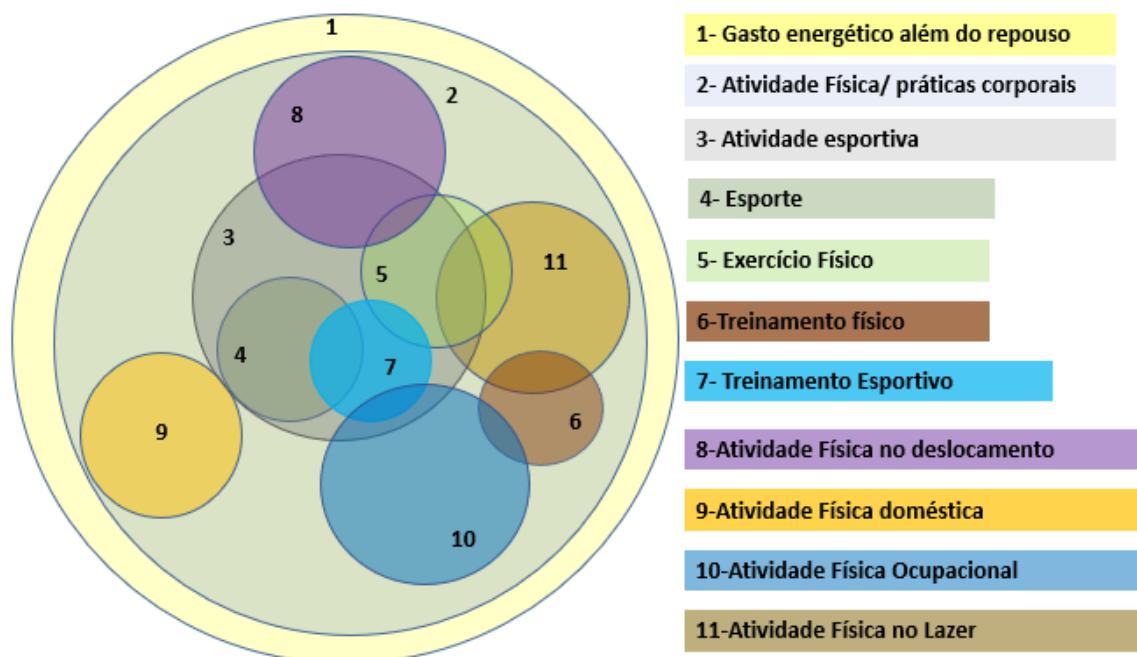 1
2
8
3
5
11
4
7
6
9
10
1- Gasto energético além do repouso
2- Atividade Física/ práticas corporais
3- Atividade esportiva
4- Esporte
5- Exercício Físico
6-Treinamento físico
7- Treinamento Esportivo
8-Atividade Física no deslocamento
9-Atividade Física doméstica
10-Atividade Física Ocupacional
11-Atividade Física no Lazer